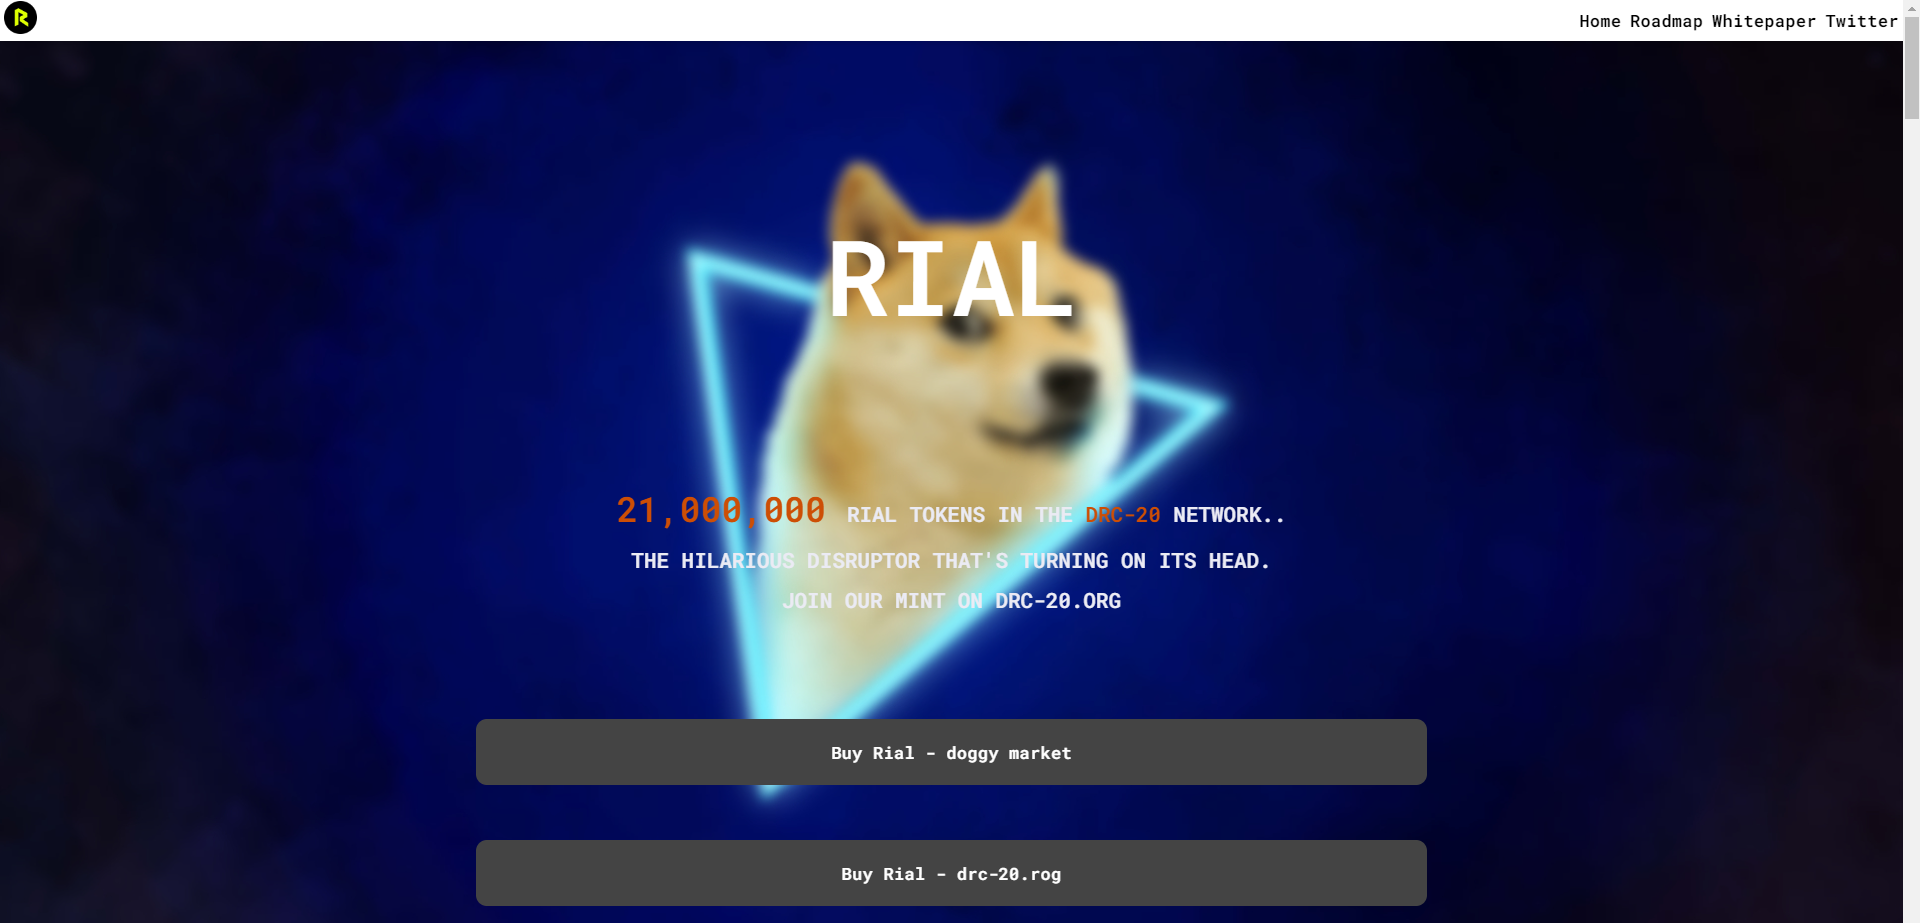 Home Roadmap Whitepaper Twitter
RIAL
21,000,000 RIAL TOKENS IN THE DRC-20 NETWORK..
THE HILARIOUS DISRUPTOR THAT'S TURNING ON ITS HEAD.
JOIN OUR MINT ON DRC-20.ORG
Buy Rial - doggy market
Buy Rial - drc-20.rog